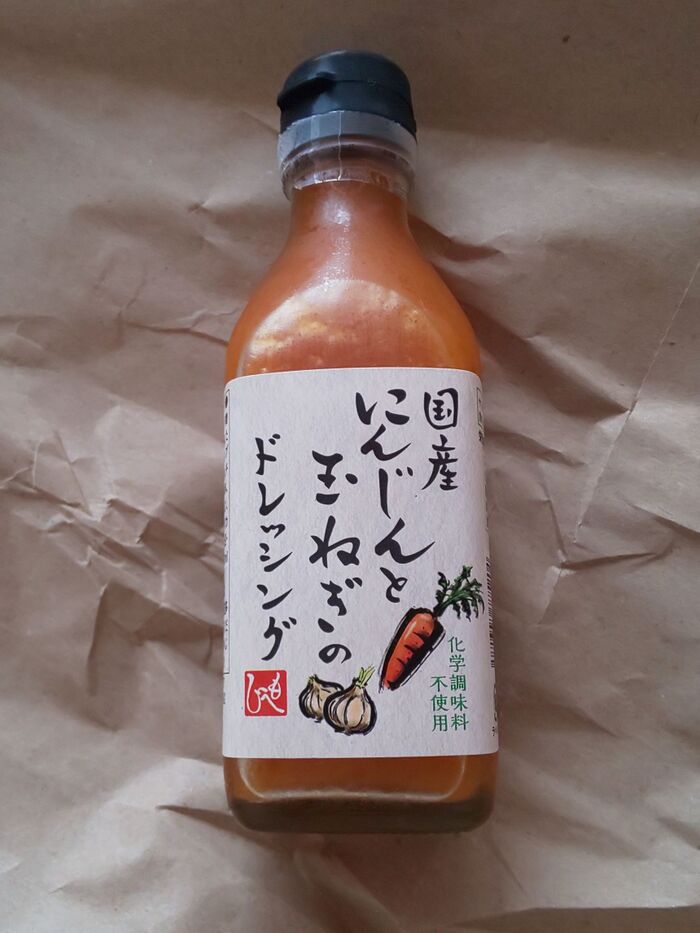 国産
にんじんと
玉ねぎの
ドレッシング
もへじ
化学調味料
不使用